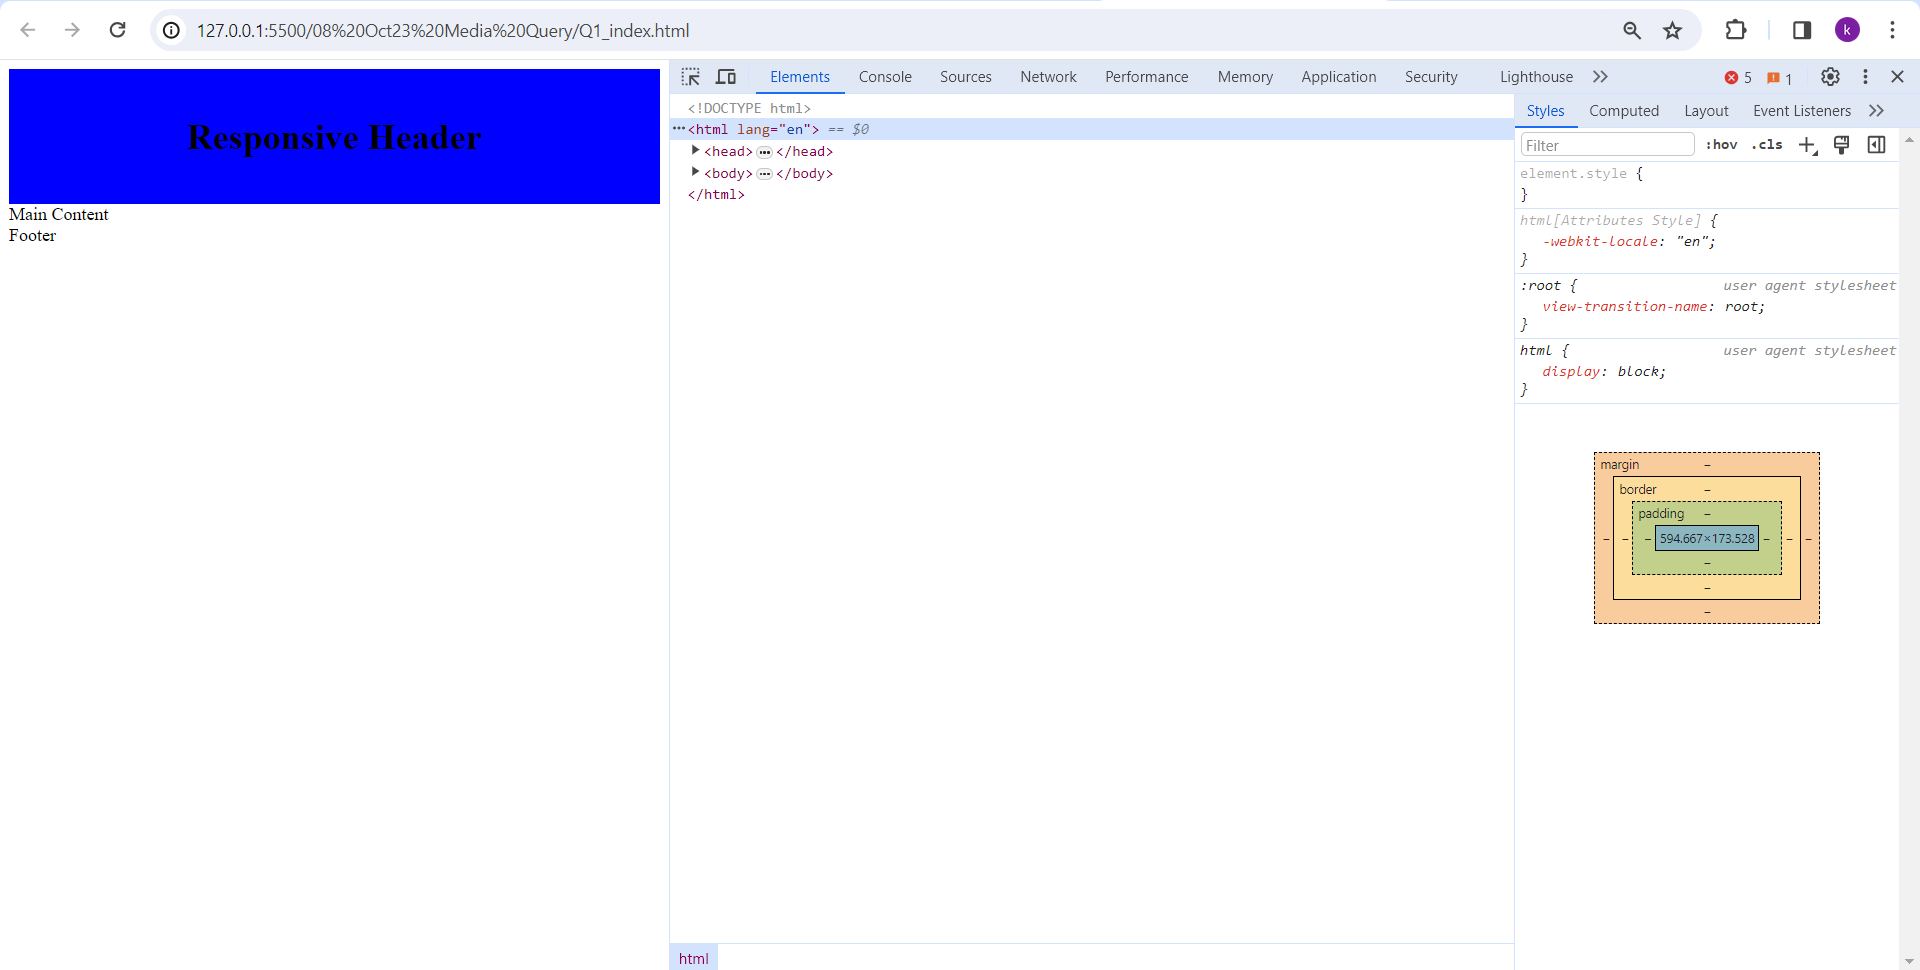 127.0.0.1:5500/08%20Oct23%20Media%20Query/Q1_index.html
k
Responsive Header
Main Content
Footer
Elements Console Sources Network Performance Memory Application Security Lighthouse 5 1
<!DOCTYPE html>
<html lang="en"> == $0
<head> </head>
<body> </body>
</html>
html
Styles Computed Layout Event Listeners
Filter :hov .cls
element.style {
}
html[Attributes Style] {
-webkit-locale: "en";
}
:root { user agent stylesheet
view-transition-name: root;
}
html { user agent stylesheet
display: block;
}
margin –
border –
padding –
– – – 594.667×173.528 – – –
–
–
–